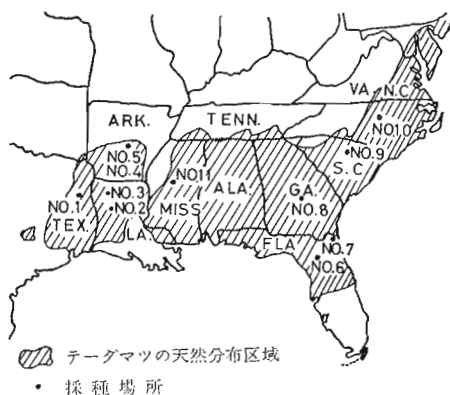 VA. N.C
ARK. TENN.
NO.10
NO.5
NO.4
NO.9
S.C
NO.11
NO.3
NO.1 NO.2
ALA. GA.
NO.8
TEX. MISS
LA. FLA
NO.7
NO.6
テーダマツの天然分布区域
• 採種場所